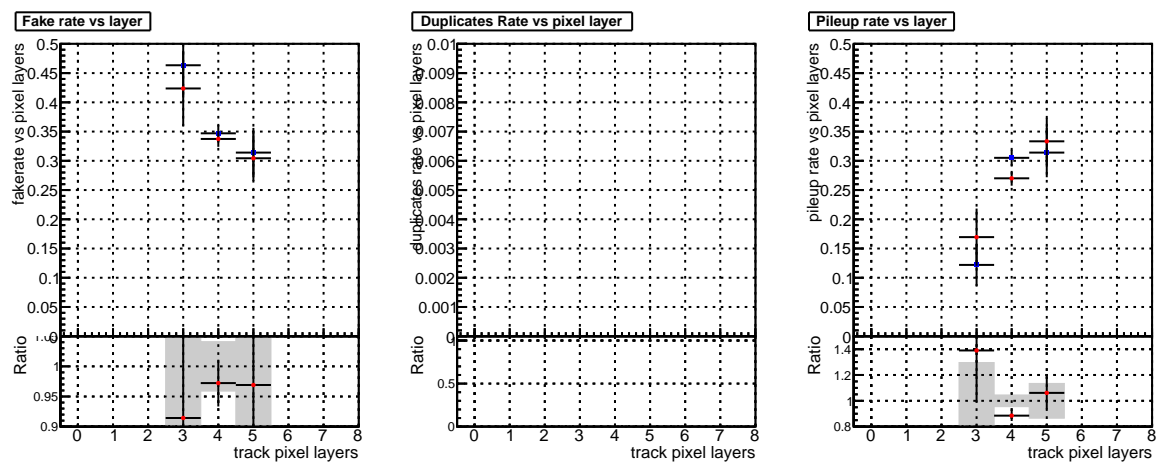 Fake rate vs layer
fakerate vs pixel layers
0.5
0.45
0.4
0.35
0.3
0.25
0.2
0.15
0.1
0.05
0
Ratio
1
0.95
0.9
0 1 2 3 4 5 6 7 8
track pixel layers
Duplicates Rate vs pixel layer
duplicates rate vs pixel layers
0.01
0.009
0.008
0.007
0.006
0.005
0.004
0.003
0.002
0.001
0
Ratio
1
0.5
0 1 2 3 4 5 6 7 8
track pixel layers
Pileup rate vs layer
pileup rate vs pixel layers
0.5
0.45
0.4
0.35
0.3
0.25
0.2
0.15
0.1
0.05
0
Ratio
1.4
1.2
1
0.8
0 1 2 3 4 5 6 7 8
track pixel layers